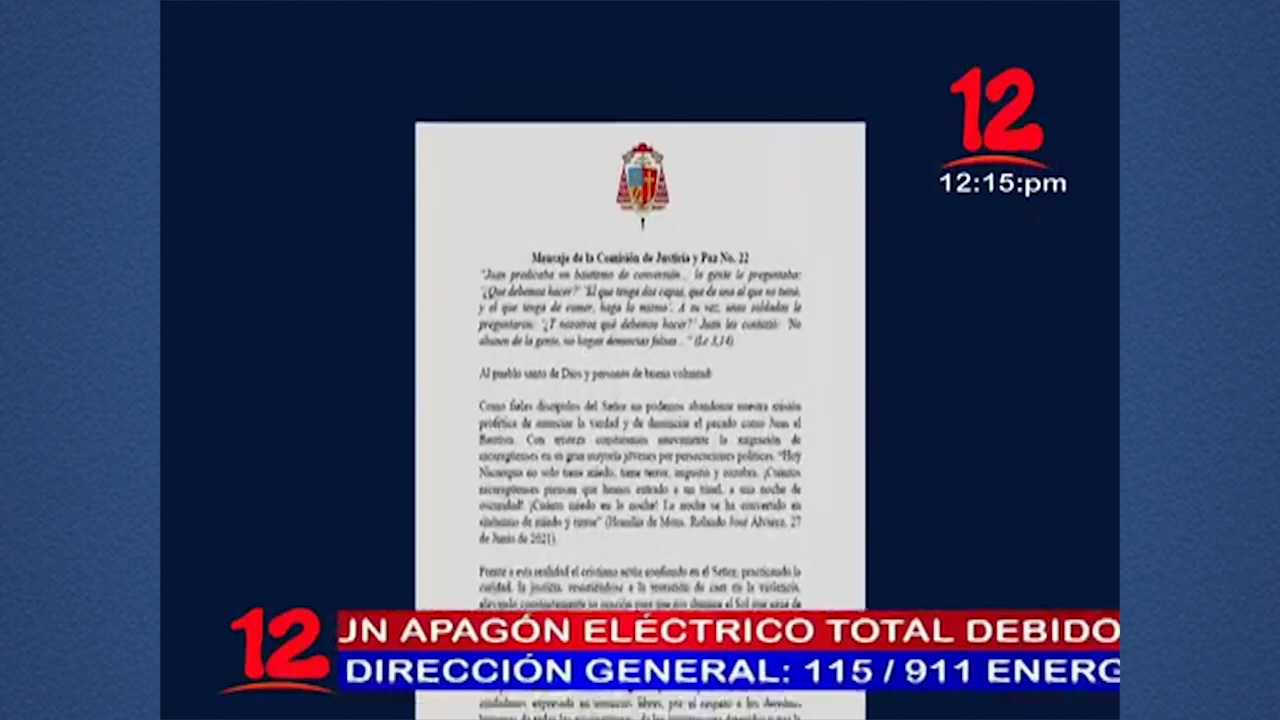 12
12:15:pm
Mensaje de la Comisión de Justicia y Paz No. 22
"Juan predicaba un bautismo de conversión... la gente le preguntaba:
'¿Que debemos hacer?' 'El que tenga dos capas, que de una al que no tiene,
y el que tenga de comer, haga lo mismo'. A su vez, unos soldados le
preguntaron: '¿Y nosotros qué debemos hacer?' Juan les contestó: 'No
abusen de la gente, no hagan denuncias falsas..." (Lc 3,14)
Al pueblo santo de Dios y personas de buena voluntad:
Como fieles discípulos del Señor no podemos abandonar nuestra misión
profética de anunciar la verdad y de denunciar el pecado como Juan el
Bautista. Con tristeza constatamos nuevamente la migración de
nicaragüenses en su gran mayoría jóvenes por persecuciones políticas. "Hoy
Nicaragua no solo tiene miedo, tiene terror, impacto y zozobra. ¡Cuántos
nicaragüenses piensan que hemos entrado a un túnel, a una noche de
oscuridad! ¡Cuánto miedo en la noche! La noche se ha convertido en
sinónimo de miedo y terror" (Homilía de Mons. Rolando José Alvarez, 27
de Junio de 2021).
Frente a esta realidad el cristiano actúa confiando en el Señor, practicando la
caridad, la justicia, resistiéndose a la tentación de caer en la violencia,
12
UN APAGÓN ELÉCTRICO TOTAL DEBIDO
DIRECCIÓN GENERAL: 115 / 911 ENERG